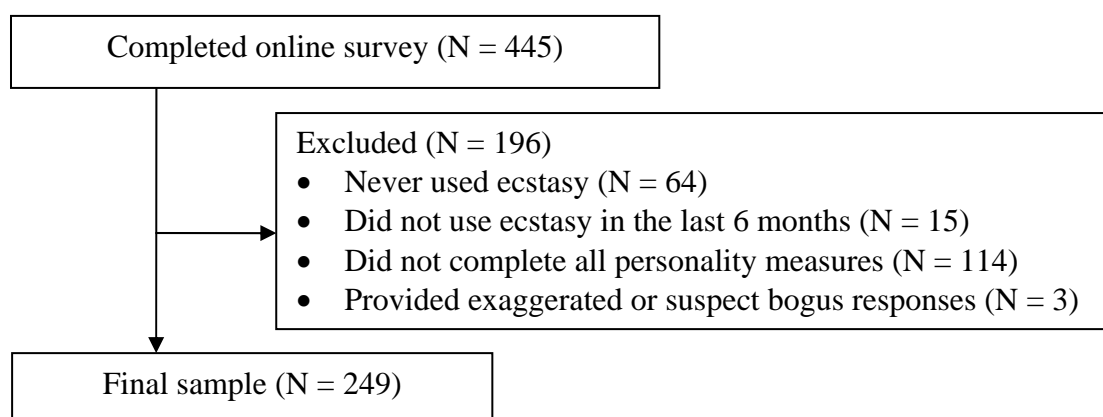 Completed online survey (N = 445)
Excluded (N = 196)
• Never used ecstasy (N = 64)
• Did not use ecstasy in the last 6 months (N = 15)
• Did not complete all personality measures (N = 114)
• Provided exaggerated or suspect bogus responses (N = 3)
Final sample (N = 249)